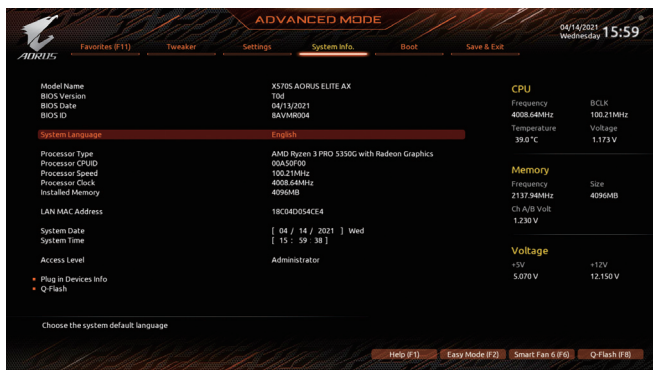 ADVANCED MODE
04/14/2021
Wednesday 15:59
AORUS
Favorites (F11) Tweaker Settings System Info. Boot Save & Exit
Model Name X570S AORUS ELITE AX
BIOS Version T0d
BIOS Date 04/13/2021
BIOS ID 8AVMR004
System Language English
Processor Type AMD Ryzen 3 PRO 5350G with Radeon Graphics
Processor CPUID 00A50F00
Processor Speed 100.21MHz
Processor Clock 4008.64MHz
Installed Memory 4096MB
LAN MAC Address 18C04D054CE4
System Date [ 04 / 14 / 2021 ] Wed
System Time [ 15 : 59 : 38 ]
Access Level Administrator
Plug in Devices Info
Q-Flash
CPU
Frequency BCLK
4008.64MHz 100.21MHz
Temperature Voltage
39.0 °C 1.173 V
Memory
Frequency Size
2137.94MHz 4096MB
Ch A/B Volt
1.230 V
Voltage
+5V +12V
5.070 V 12.150 V
Choose the system default language
Help (F1) Easy Mode (F2) Smart Fan 6 (F6) Q-Flash (F8)